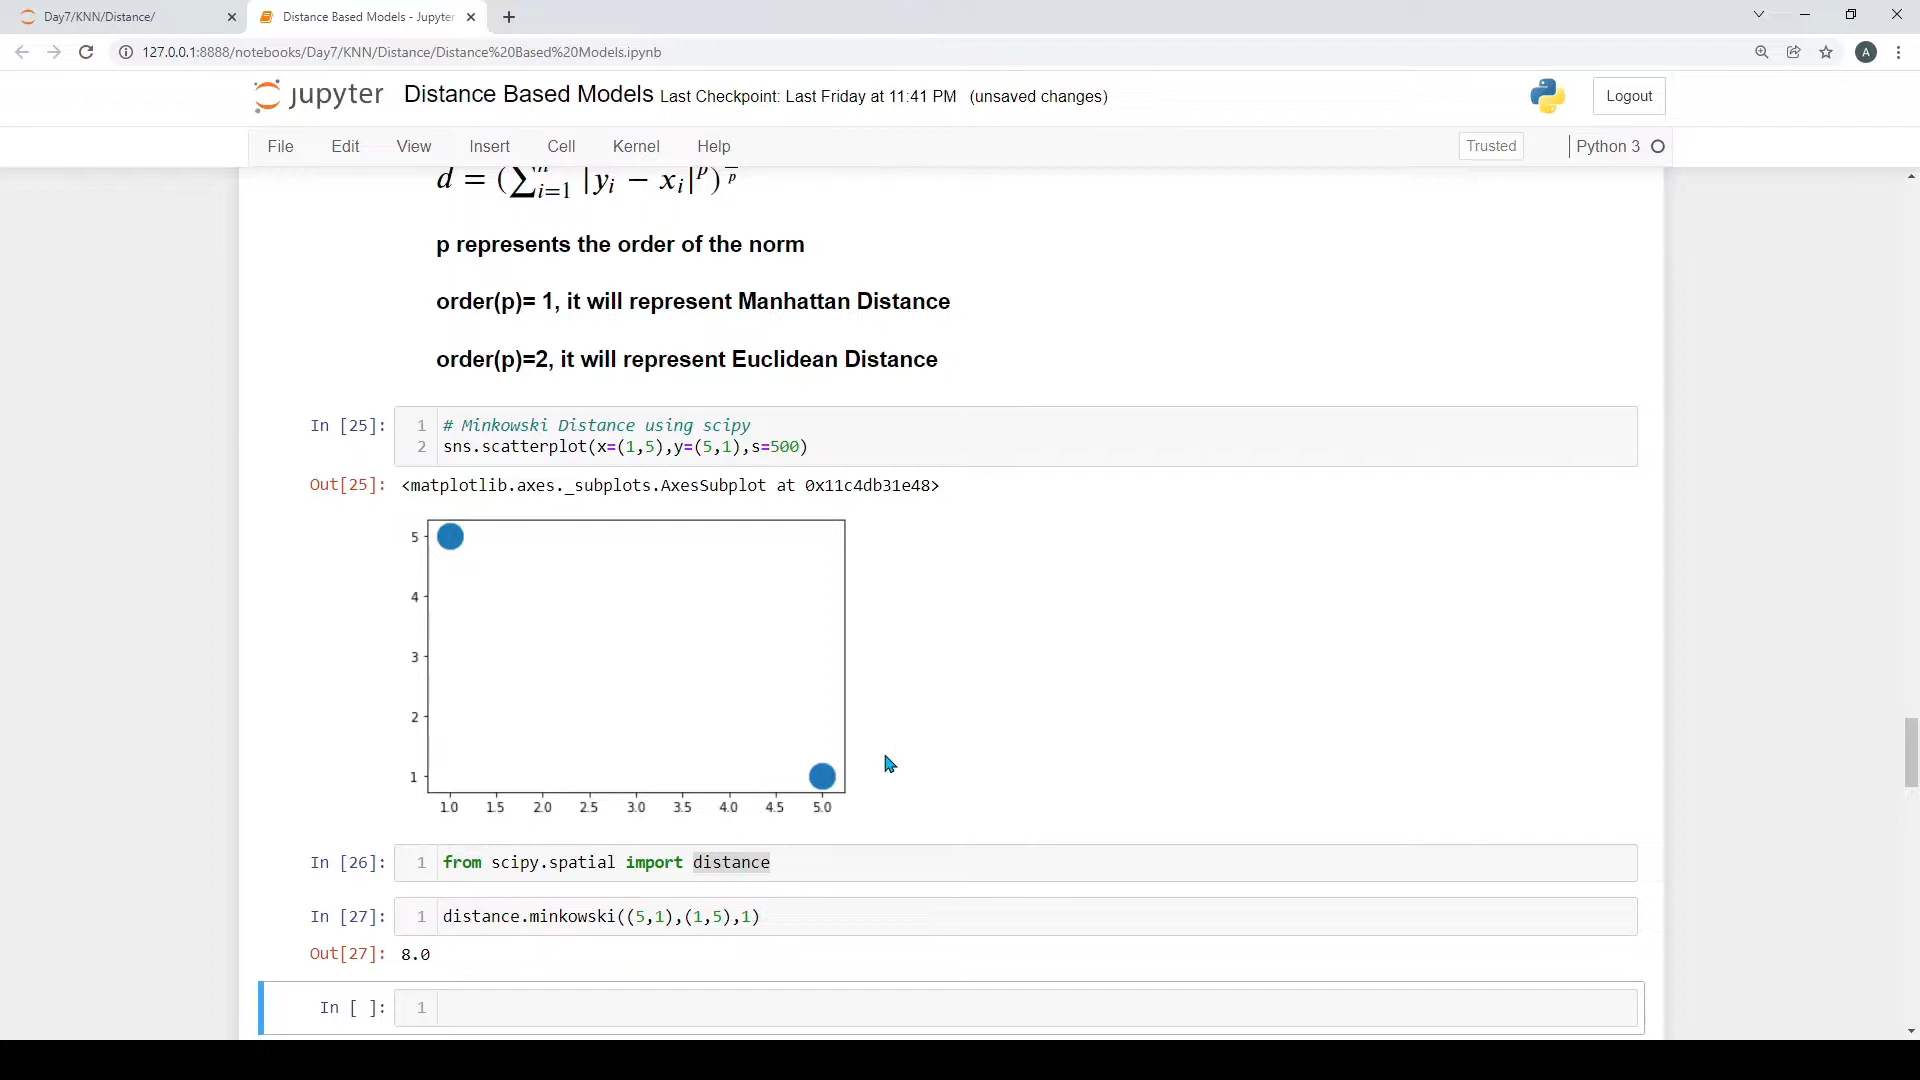 Day7/KNN/Distance/
Distance Based Models - Jupyter
127.0.0.1:8888/notebooks/Day7/KNN/Distance/Distance%20Based%20Models.ipynb
A
jupyter Distance Based Models Last Checkpoint: Last Friday at 11:41 PM (unsaved changes)
Logout
File Edit View Insert Cell Kernel Help
Trusted Python 3
d = (∑ⁿᵢ₌₁ |yᵢ − xᵢ|ᵖ)^{1/p}
p represents the order of the norm
order(p)= 1, it will represent Manhattan Distance
order(p)=2, it will represent Euclidean Distance
In [25]: 1 # Minkowski Distance using scipy
2 sns.scatterplot(x=(1,5),y=(5,1),s=500)
Out[25]: <matplotlib.axes._subplots.AxesSubplot at 0x11c4db31e48>
5
4
3
2
1
1.0 1.5 2.0 2.5 3.0 3.5 4.0 4.5 5.0
In [26]: 1 from scipy.spatial import distance
In [27]: 1 distance.minkowski((5,1),(1,5),1)
Out[27]: 8.0
In [ ]: 1